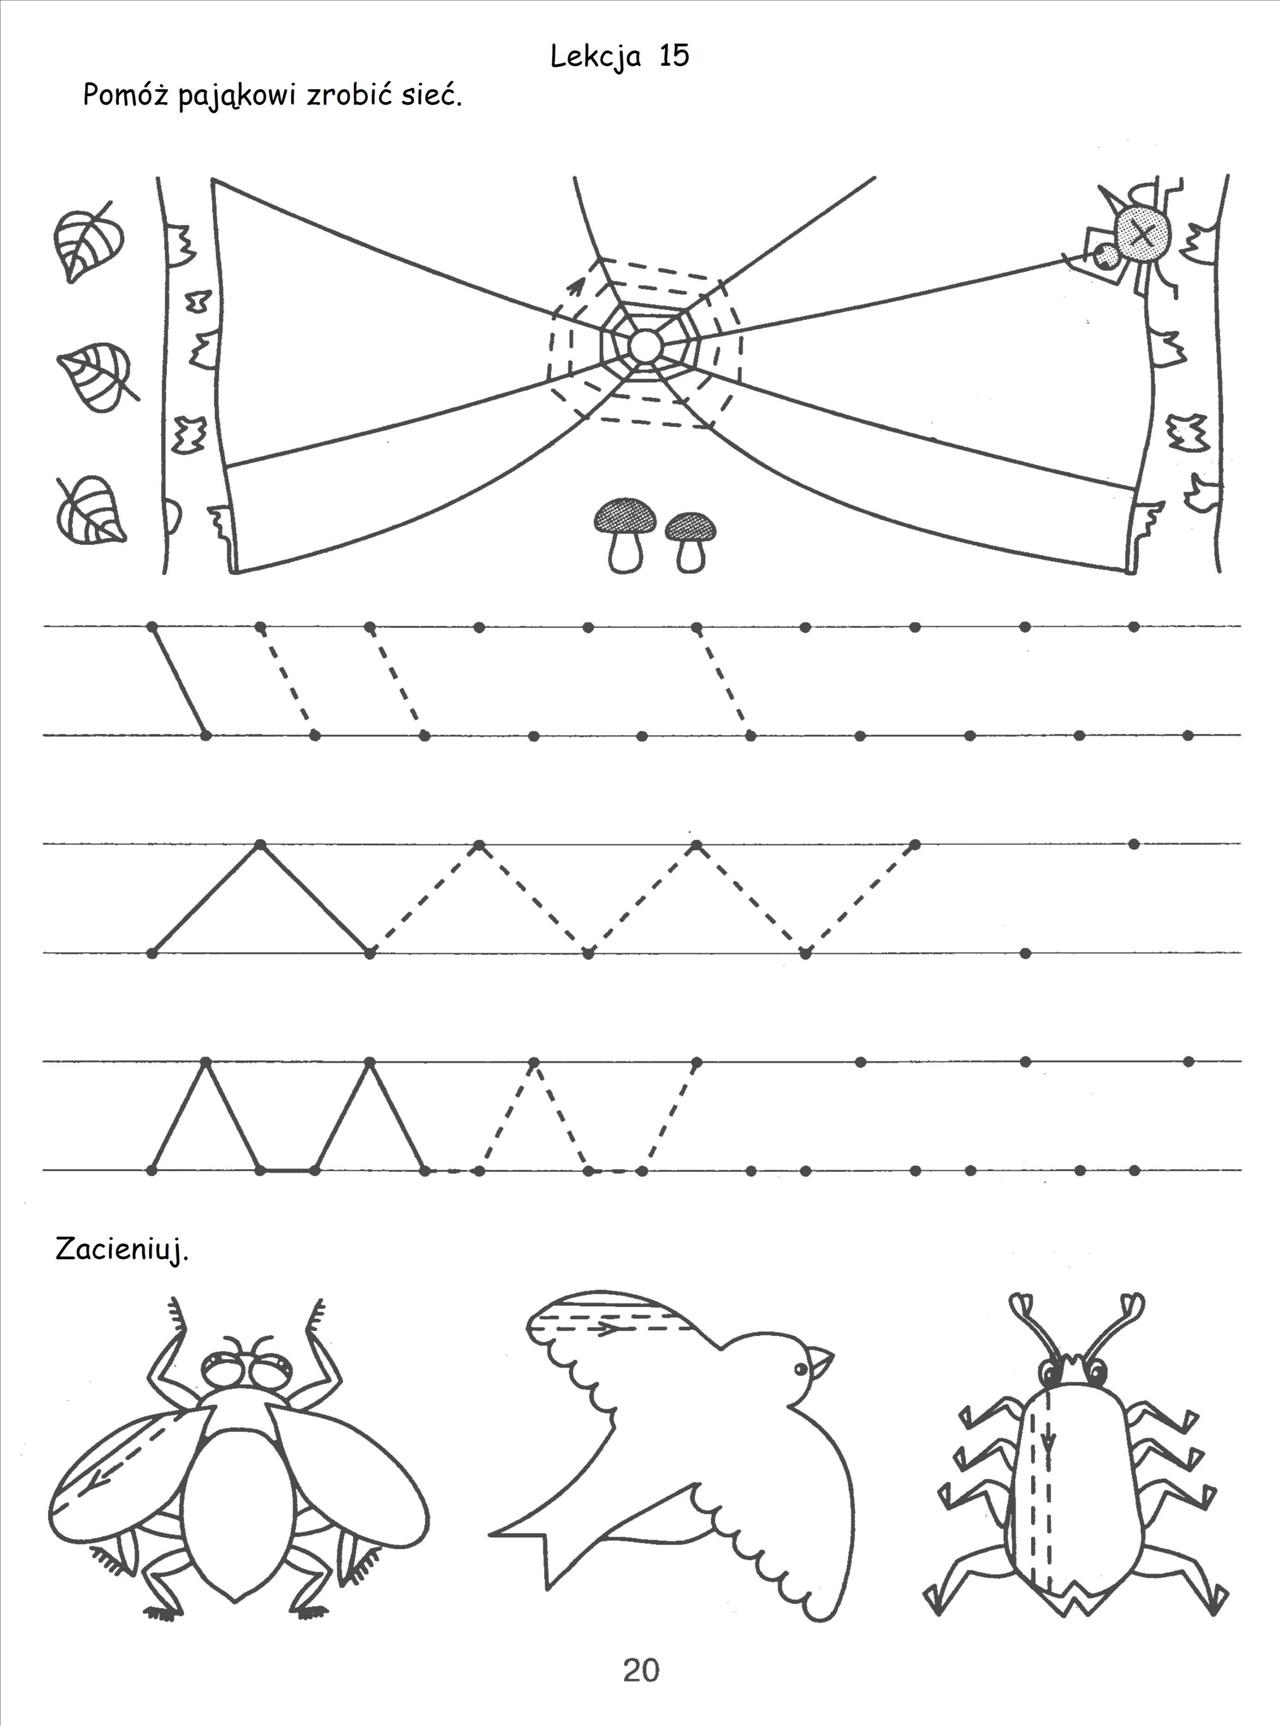 Lekcja 15
Pomóż pająkowi zrobić sieć.
Zacieniuj.
20